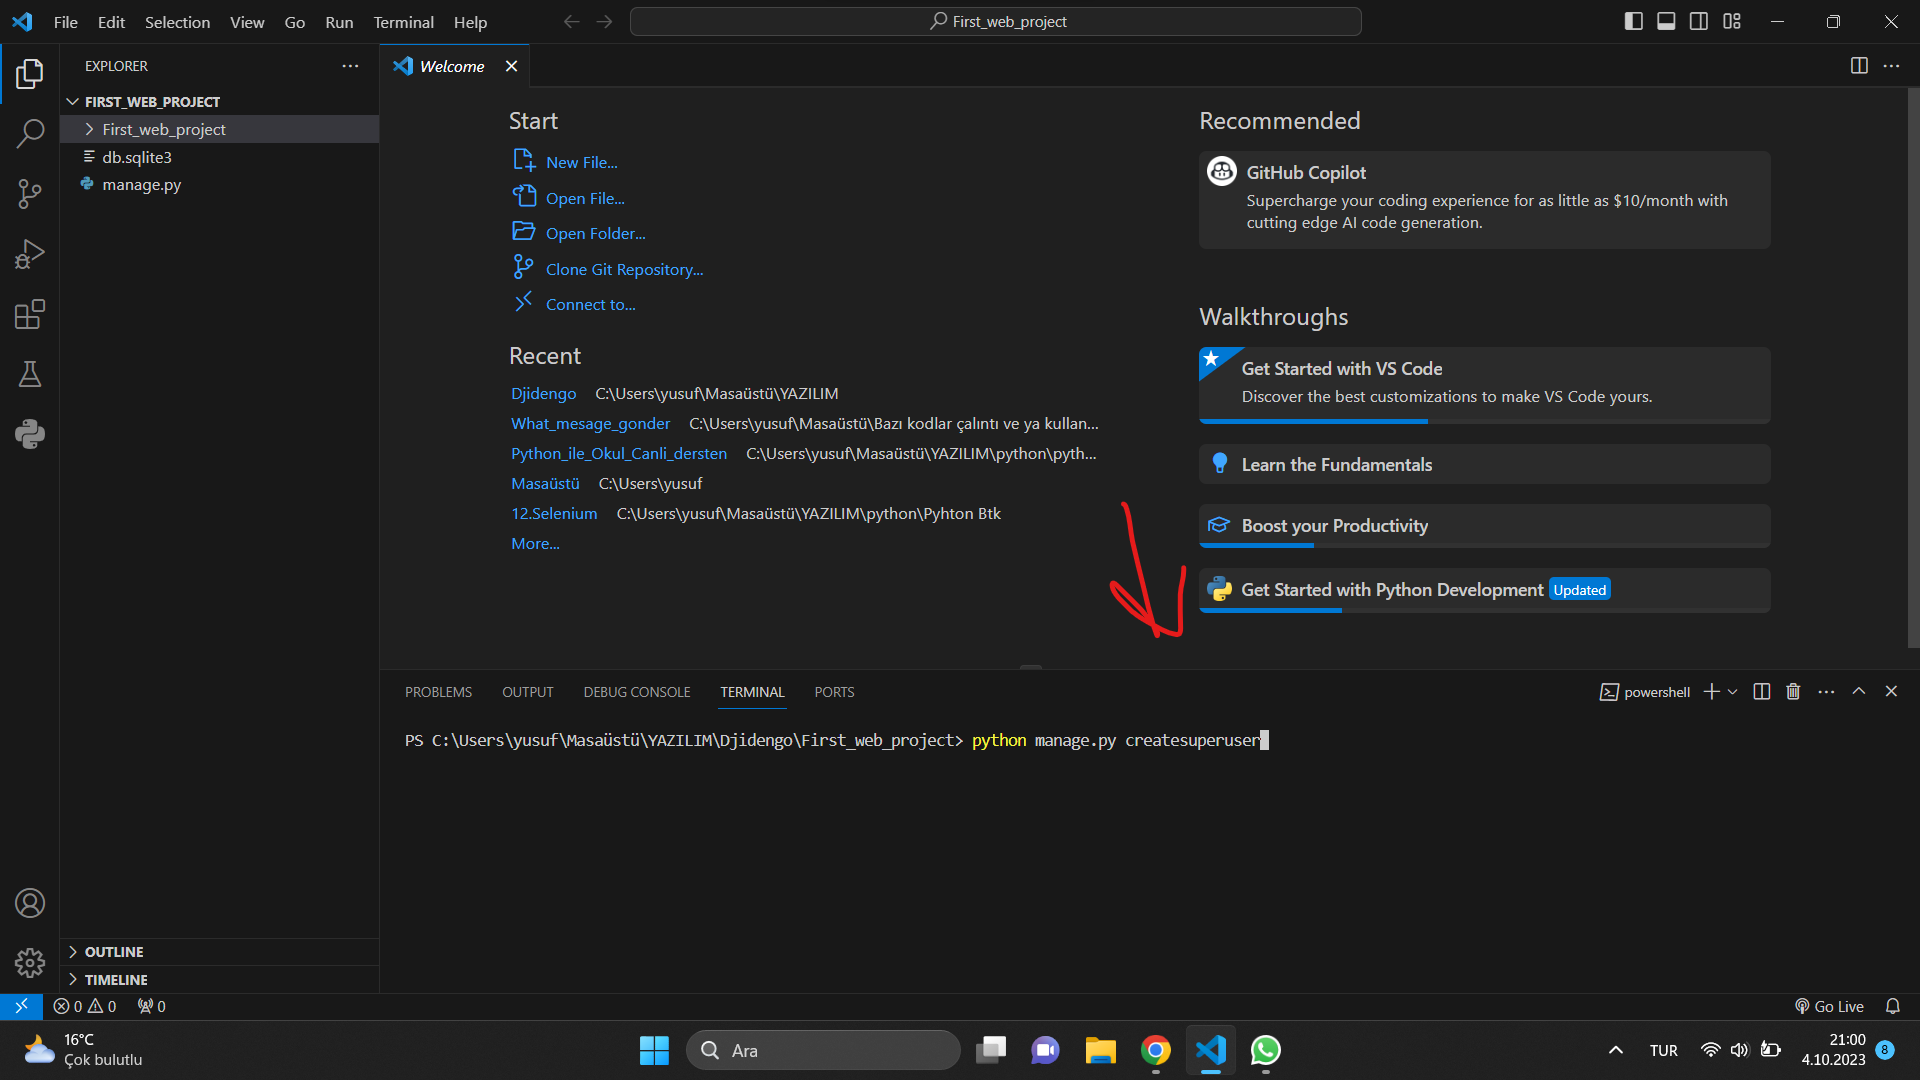 File Edit Selection View Go Run Terminal Help
First_web_project
EXPLORER
Welcome
FIRST_WEB_PROJECT
First_web_project
db.sqlite3
manage.py
Start
New File...
Open File...
Open Folder...
Clone Git Repository...
Connect to...
Recent
Djidengo C:\Users\yusuf\Masaüstü\YAZILIM
What_mesage_gonder C:\Users\yusuf\Masaüstü\Bazı kodlar çalıntı ve ya kullan...
Python_ile_Okul_Canli_dersten C:\Users\yusuf\Masaüstü\YAZILIM\python\pyth...
Masaüstü C:\Users\yusuf
12.Selenium C:\Users\yusuf\Masaüstü\YAZILIM\python\Pyhton Btk
More...
Recommended
GitHub Copilot
Supercharge your coding experience for as little as $10/month with
cutting edge AI code generation.
Walkthroughs
Get Started with VS Code
Discover the best customizations to make VS Code yours.
Learn the Fundamentals
Boost your Productivity
Get Started with Python Development Updated
PROBLEMS OUTPUT DEBUG CONSOLE TERMINAL PORTS
powershell
PS C:\Users\yusuf\Masaüstü\YAZILIM\Djidengo\First_web_project> python manage.py createsuperuser
OUTLINE
TIMELINE
0 0 0
Go Live
16°C
Çok bulutlu
Ara
TUR
21:00
4.10.2023
8